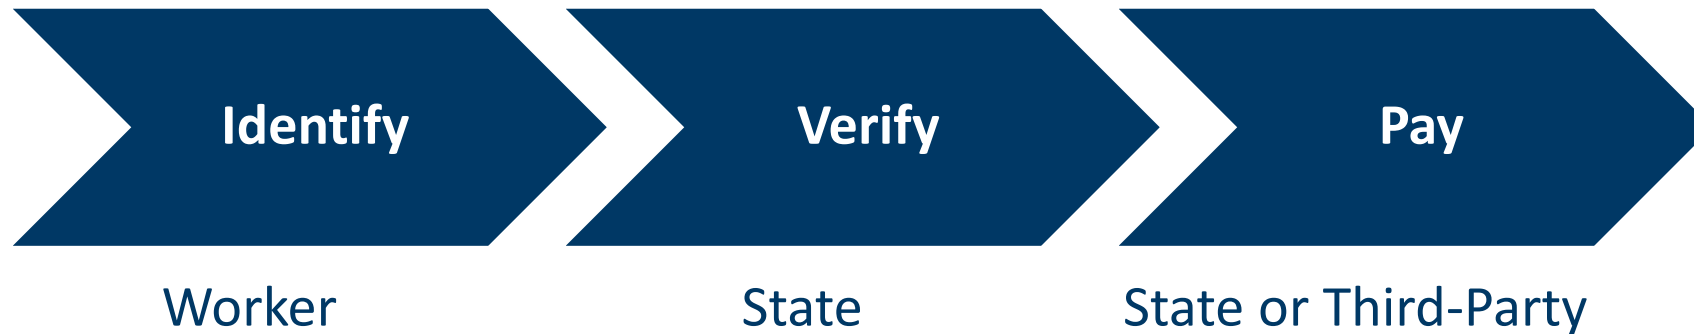 Identify
Verify
Pay
Worker
State
State or Third-Party